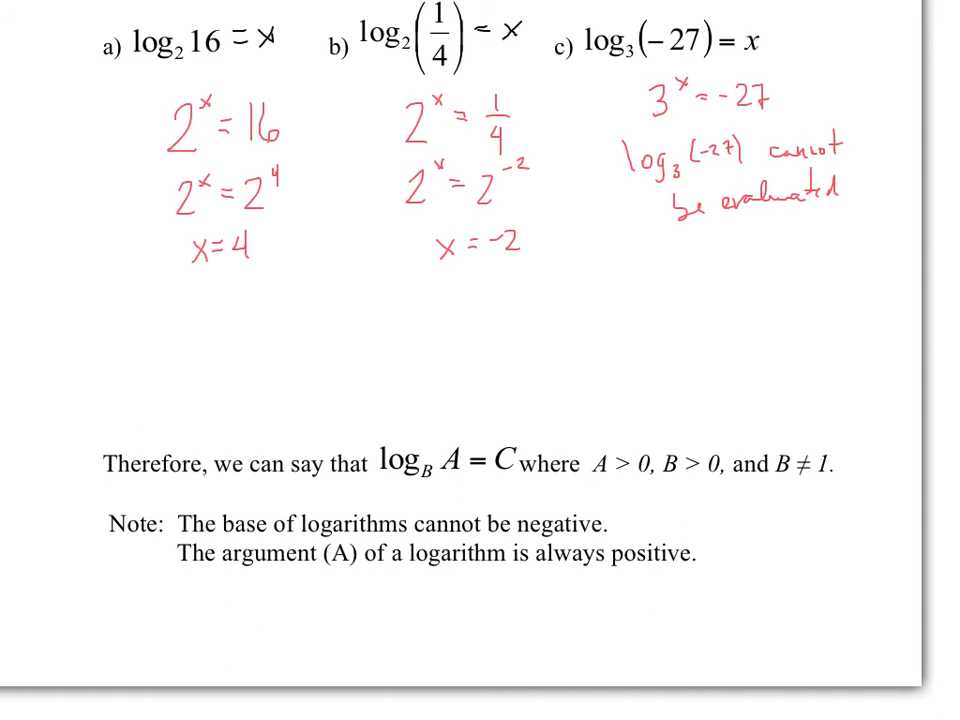 a) log₂ 16 = x   b) log₂(1/4) = x   c) log₃(– 27) = x
2ˣ = 16   2ˣ = 1/4   3ˣ = -27
2ˣ = 2⁴   2ˣ = 2⁻²   log₃(-27) cannot
x = 4   x = -2   be evaluated
Therefore, we can say that log_B A = C where A > 0, B > 0, and B ≠ 1.
Note: The base of logarithms cannot be negative.
The argument (A) of a logarithm is always positive.